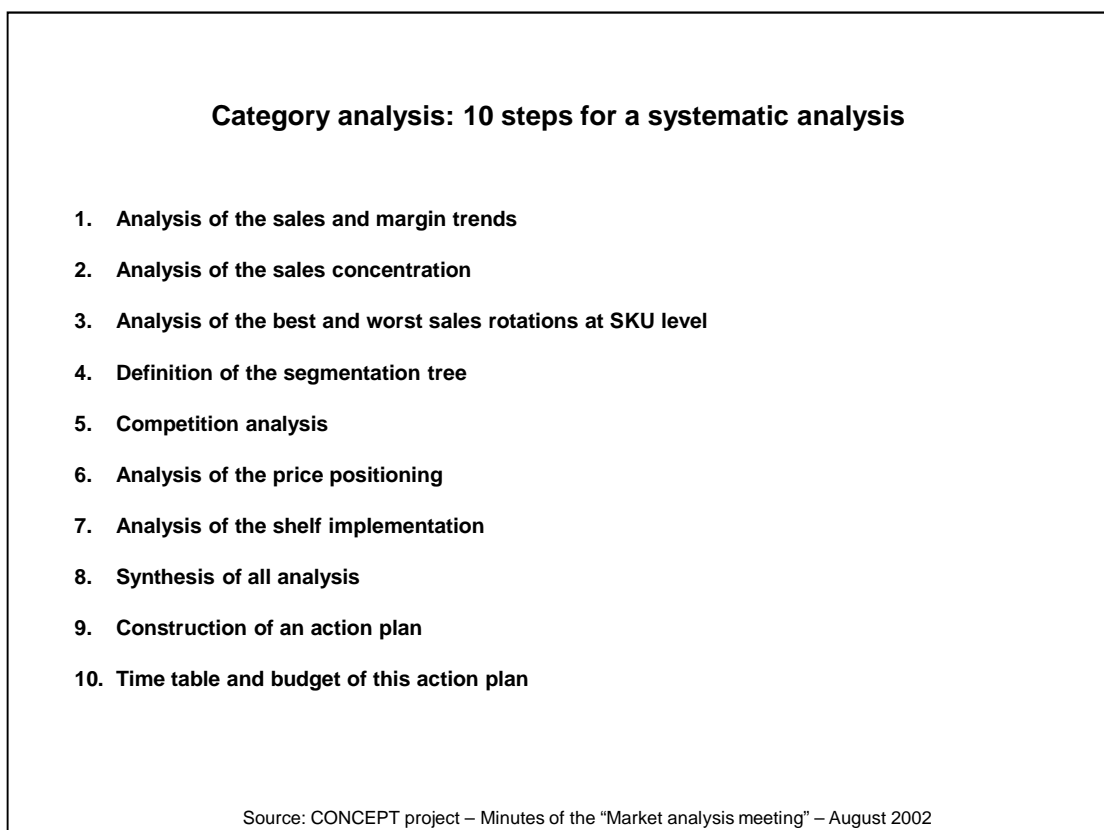 Category analysis: 10 steps for a systematic analysis
1. Analysis of the sales and margin trends
2. Analysis of the sales concentration
3. Analysis of the best and worst sales rotations at SKU level
4. Definition of the segmentation tree
5. Competition analysis
6. Analysis of the price positioning
7. Analysis of the shelf implementation
8. Synthesis of all analysis
9. Construction of an action plan
10. Time table and budget of this action plan
Source: CONCEPT project – Minutes of the “Market analysis meeting” – August 2002